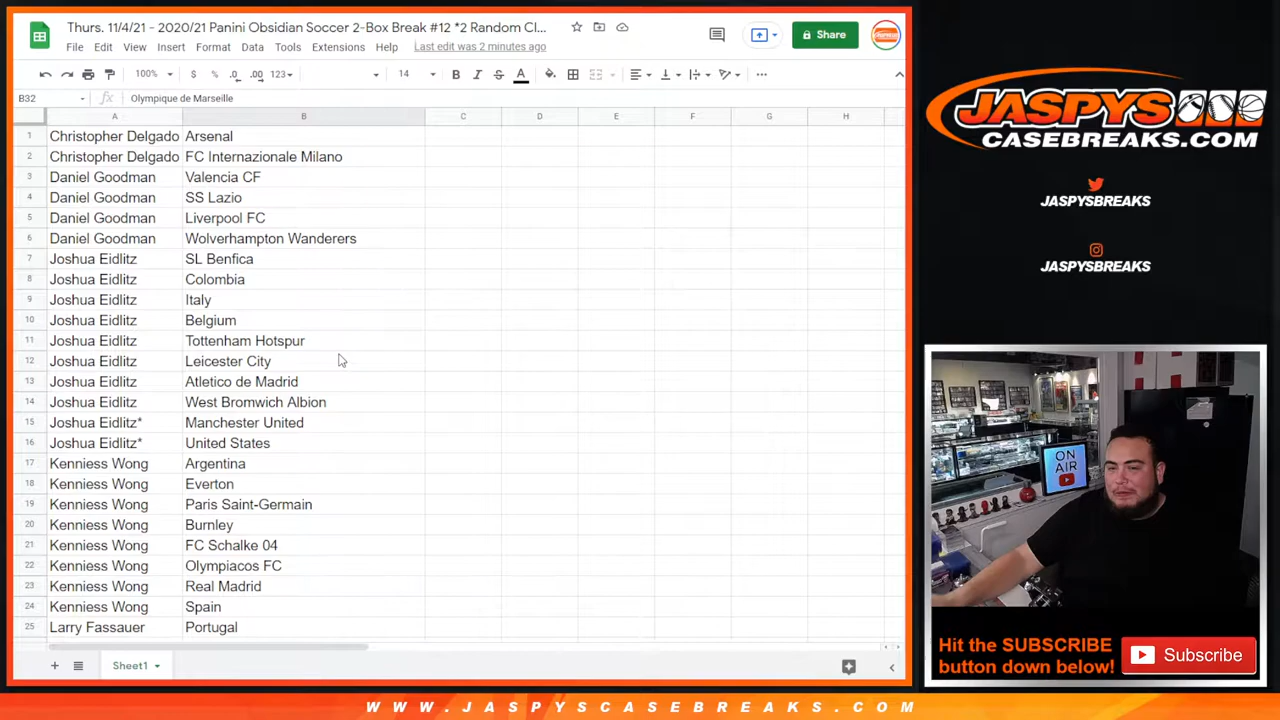 Thurs. 11/4/21 - 2020/21 Panini Obsidian Soccer 2-Box Break #12 *2 Random Cl...
Share
File Edit View Insert Format Data Tools Extensions Help Last edit was 2 minutes ago
100% $ % .0 .00 123 14 B I S A
B32 fx Olympique de Marseille
A B C D E F G H
1 Christopher Delgado Arsenal
2 Christopher Delgado FC Internazionale Milano
3 Daniel Goodman Valencia CF
4 Daniel Goodman SS Lazio
5 Daniel Goodman Liverpool FC
6 Daniel Goodman Wolverhampton Wanderers
7 Joshua Eidlitz SL Benfica
8 Joshua Eidlitz Colombia
9 Joshua Eidlitz Italy
10 Joshua Eidlitz Belgium
11 Joshua Eidlitz Tottenham Hotspur
12 Joshua Eidlitz Leicester City
13 Joshua Eidlitz Atletico de Madrid
14 Joshua Eidlitz West Bromwich Albion
15 Joshua Eidlitz* Manchester United
16 Joshua Eidlitz* United States
17 Kenniess Wong Argentina
18 Kenniess Wong Everton
19 Kenniess Wong Paris Saint-Germain
20 Kenniess Wong Burnley
21 Kenniess Wong FC Schalke 04
22 Kenniess Wong Olympiacos FC
23 Kenniess Wong Real Madrid
24 Kenniess Wong Spain
25 Larry Fassauer Portugal
Sheet1
JASPYS
CASEBREAKS.COM
JASPYSBREAKS
JASPYSBREAKS
ON
AIR
Hit the SUBSCRIBE
button down below!
Subscribe
WWW.JASPYSCASEBREAKS.COM